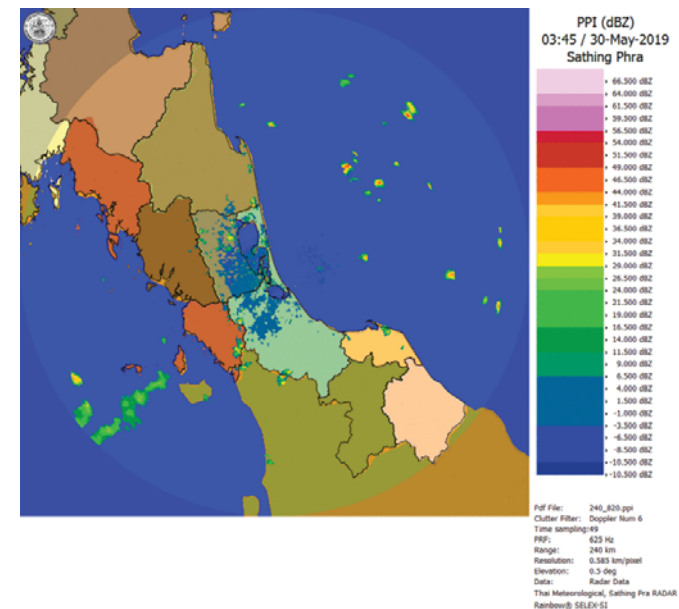 PPI (dBZ)
03:45 / 30-May-2019
Sathing Phra
66.500 dBZ
64.000 dBZ
61.500 dBZ
59.500 dBZ
56.500 dBZ
54.000 dBZ
51.500 dBZ
49.000 dBZ
46.500 dBZ
44.000 dBZ
41.500 dBZ
39.000 dBZ
36.500 dBZ
34.000 dBZ
31.500 dBZ
29.000 dBZ
26.500 dBZ
24.000 dBZ
21.500 dBZ
19.000 dBZ
16.500 dBZ
14.000 dBZ
11.500 dBZ
9.000 dBZ
6.500 dBZ
4.000 dBZ
1.500 dBZ
-1.000 dBZ
-3.500 dBZ
-6.500 dBZ
-8.500 dBZ
-10.500 dBZ
-10.500 dBZ
Pdf File: 240_820.ppi
Clutter Filter: Doppler Num 6
Time sampling:49
PRF: 625 Hz
Range: 240 km
Resolution: 0.585 km/pixel
Elevation: 0.5 deg
Data: Radar Data
Thai Meteorological, Sathing Pra RADAR
Rainbow® SELEX-SI